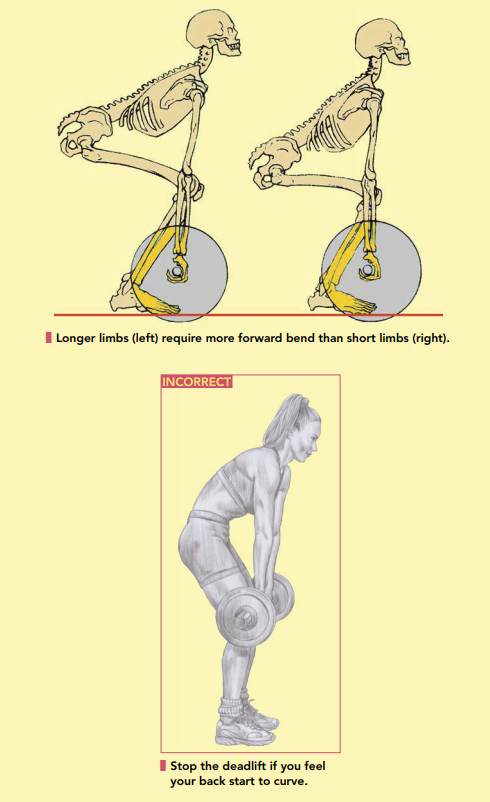 Longer limbs (left) require more forward bend than short limbs (right).
INCORRECT
Stop the deadlift if you feel
your back start to curve.